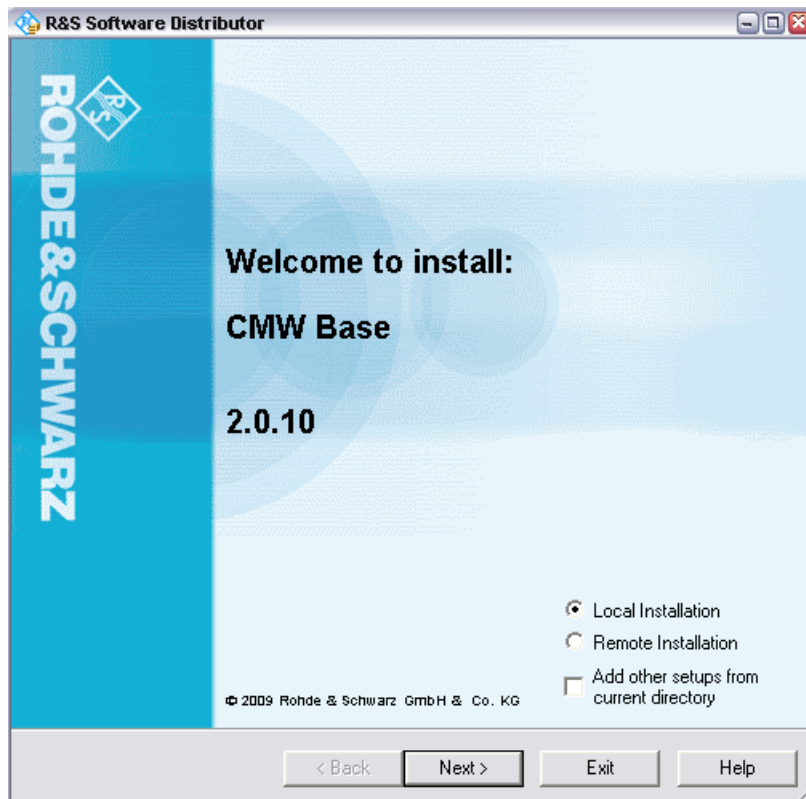 R&S Software Distributor
ROHDE&SCHWARZ
RS
Welcome to install:
CMW Base
2.0.10
Local Installation
Remote Installation
Add other setups from
current directory
© 2009 Rohde & Schwarz GmbH & Co. KG
< Back
Next >
Exit
Help